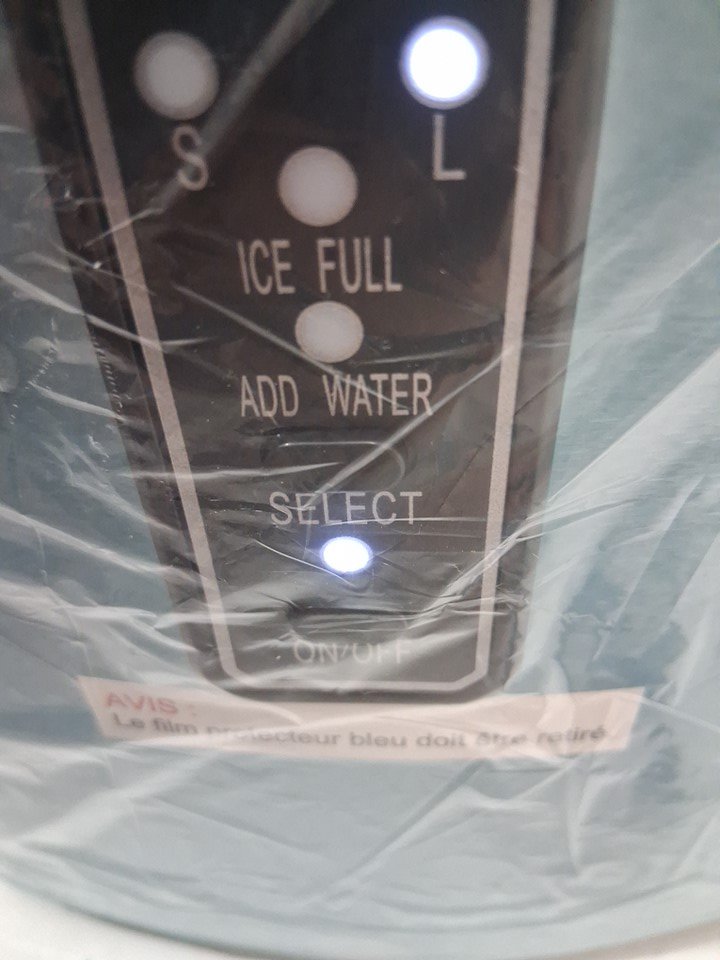 S L
ICE FULL
ADD WATER
SELECT
ON/OFF
AVIS :
Le film protecteur bleu doit être retiré.